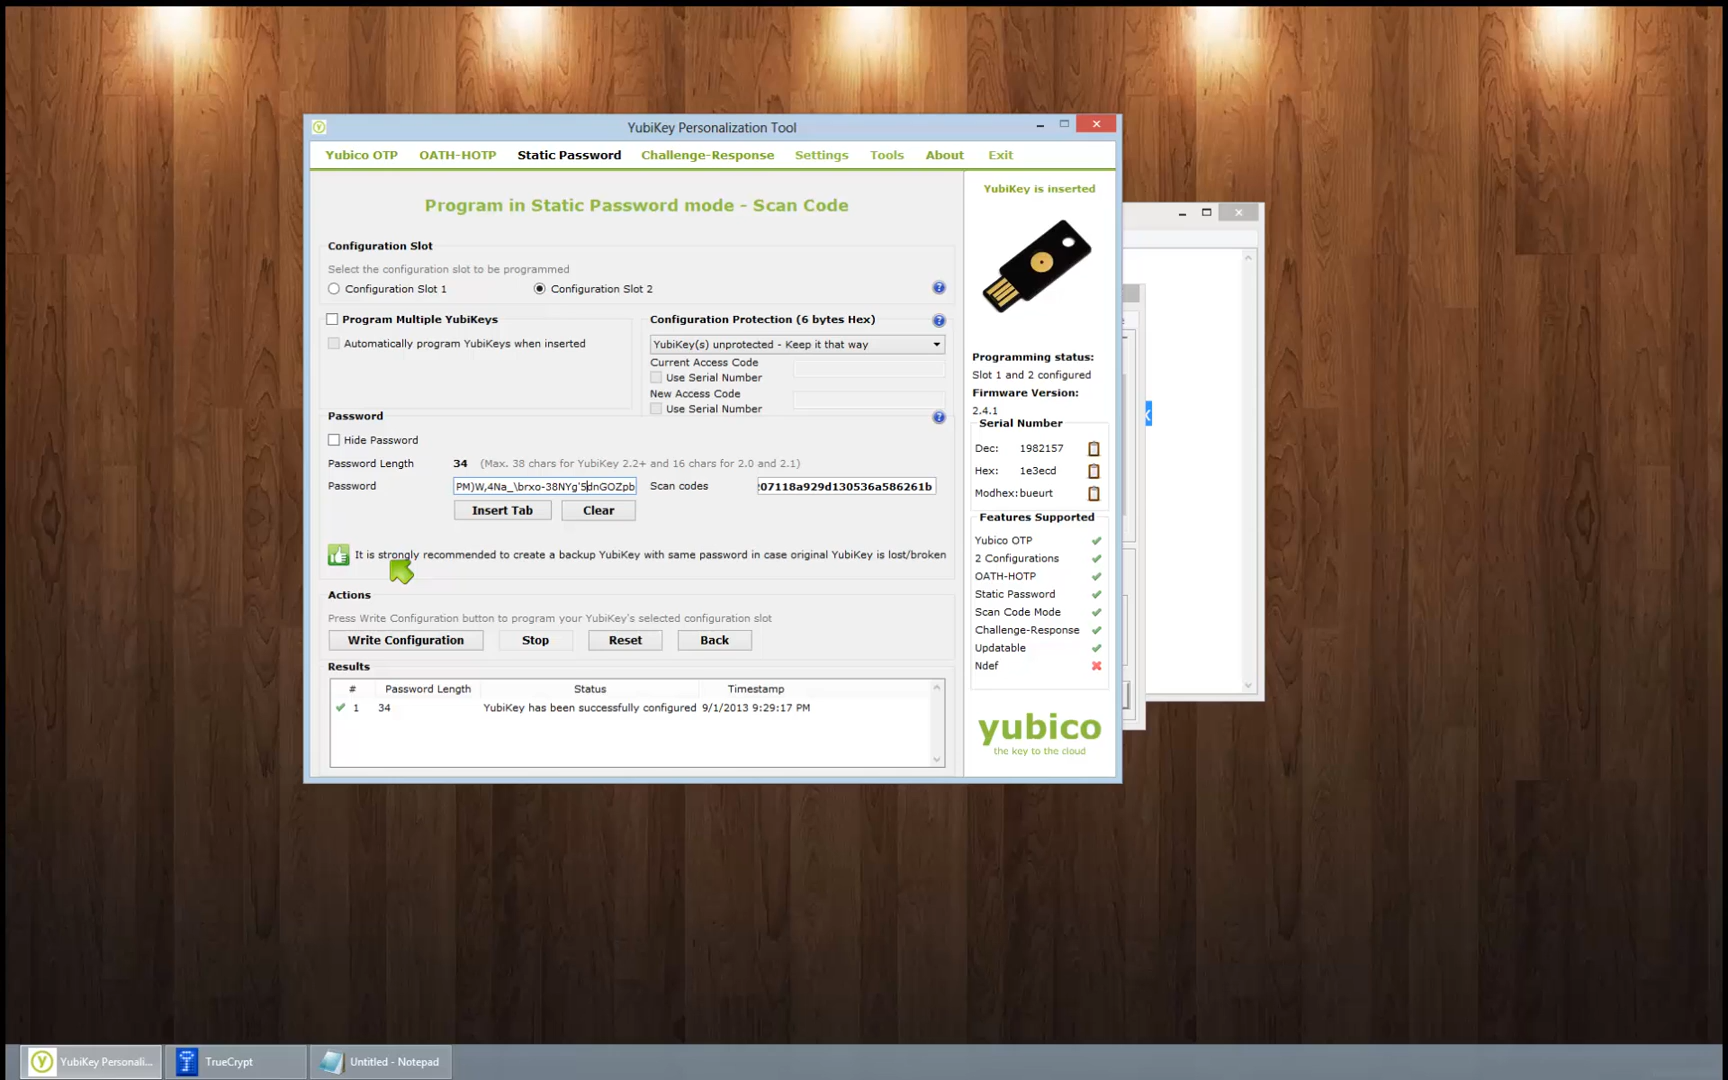 YubiKey Personalization Tool
Yubico OTP OATH-HOTP Static Password Challenge-Response Settings Tools About Exit
Program in Static Password mode - Scan Code
Configuration Slot
Select the configuration slot to be programmed
Configuration Slot 1 Configuration Slot 2
Program Multiple YubiKeys
Automatically program YubiKeys when inserted
Configuration Protection (6 bytes Hex)
YubiKey(s) unprotected - Keep it that way
Current Access Code
Use Serial Number
New Access Code
Use Serial Number
Password
Hide Password
Password Length 34 (Max. 38 chars for YubiKey 2.2+ and 16 chars for 2.0 and 2.1)
Password PM)W,4Na_\brxo-38NYg'5dnGOZpb Scan codes 07118a929d130536a586261b
Insert Tab Clear
It is strongly recommended to create a backup YubiKey with same password in case original YubiKey is lost/broken
Actions
Press Write Configuration button to program your YubiKey's selected configuration slot
Write Configuration Stop Reset Back
Results
# Password Length Status Timestamp
1 34 YubiKey has been successfully configured 9/1/2013 9:29:17 PM
YubiKey is inserted
Programming status:
Slot 1 and 2 configured
Firmware Version:
2.4.1
Serial Number
Dec: 1982157
Hex: 1e3ecd
Modhex: bueurt
Features Supported
Yubico OTP
2 Configurations
OATH-HOTP
Static Password
Scan Code Mode
Challenge-Response
Updatable
Ndef
yubico
the key to the cloud
YubiKey Personali... TrueCrypt Untitled - Notepad